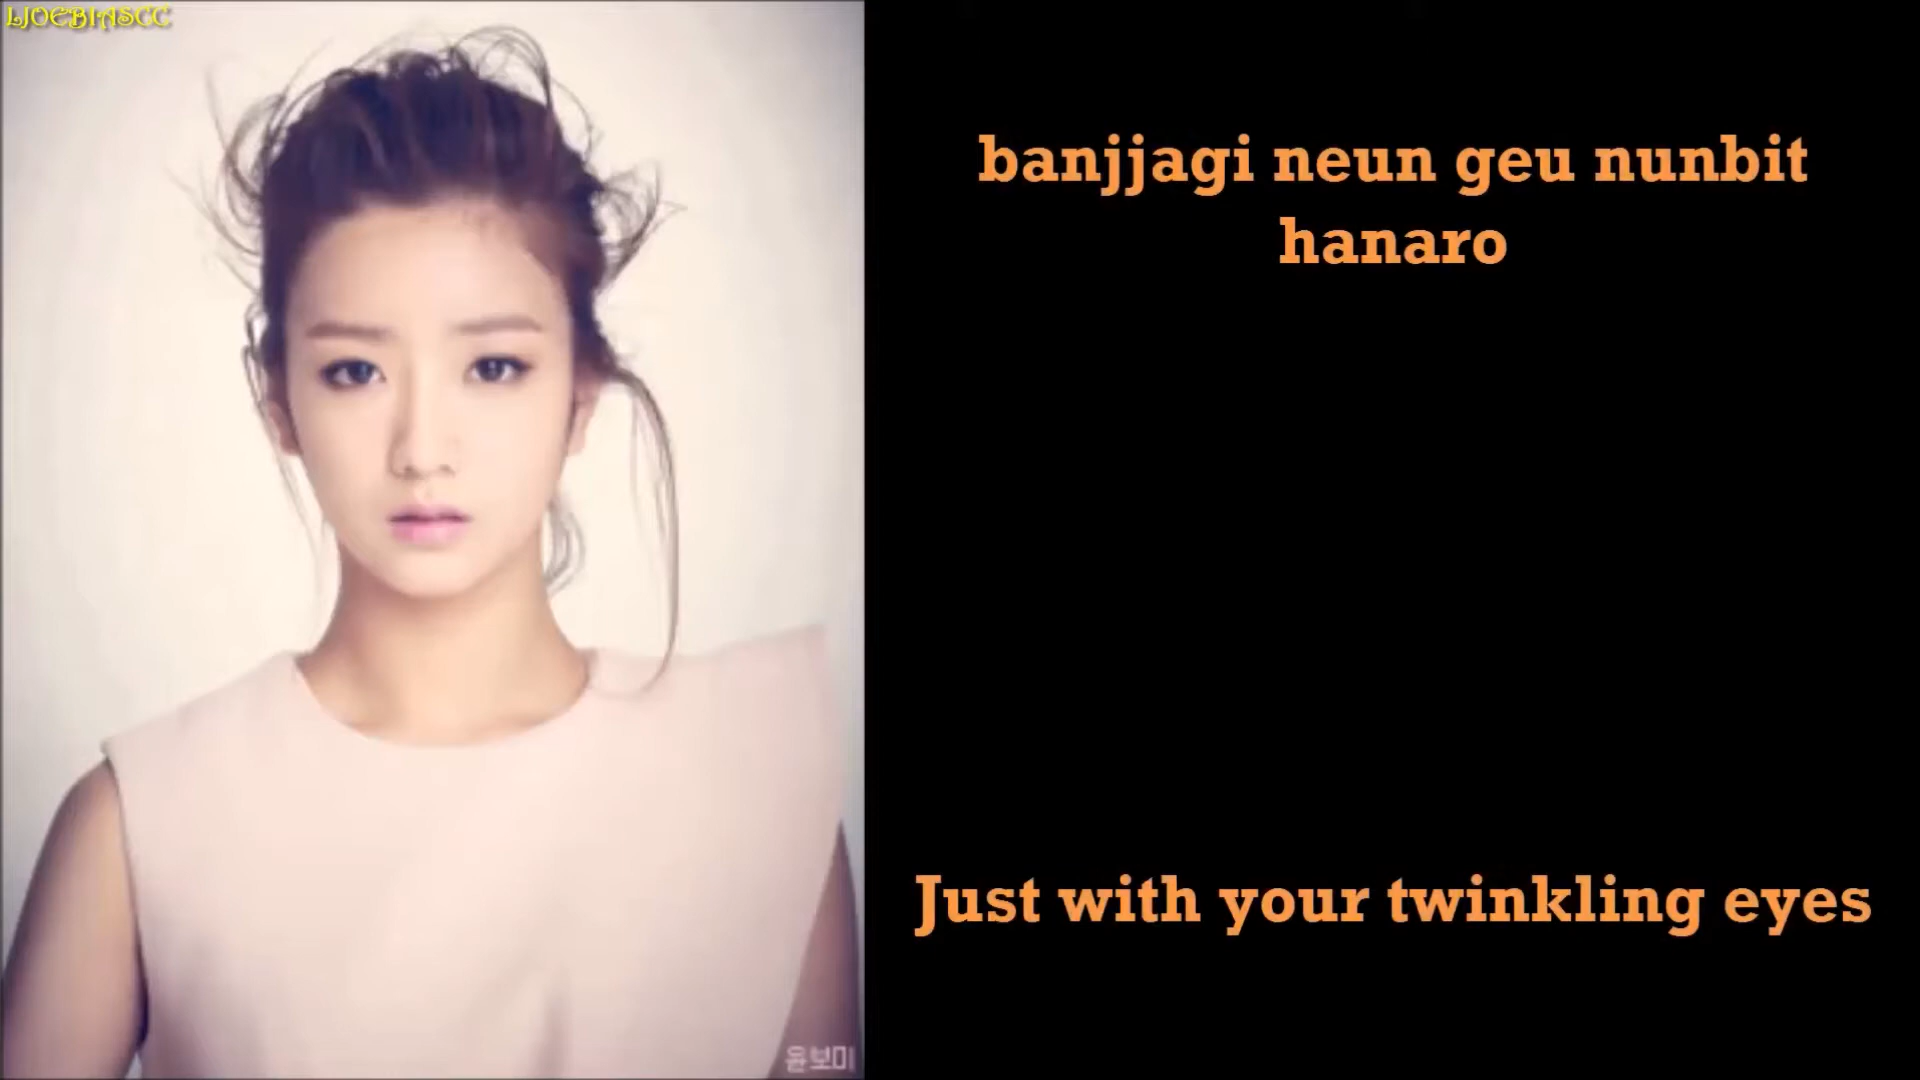 LJOEBIASCC
banjjagi neun geu nunbit
hanaro
Just with your twinkling eyes
윤보미